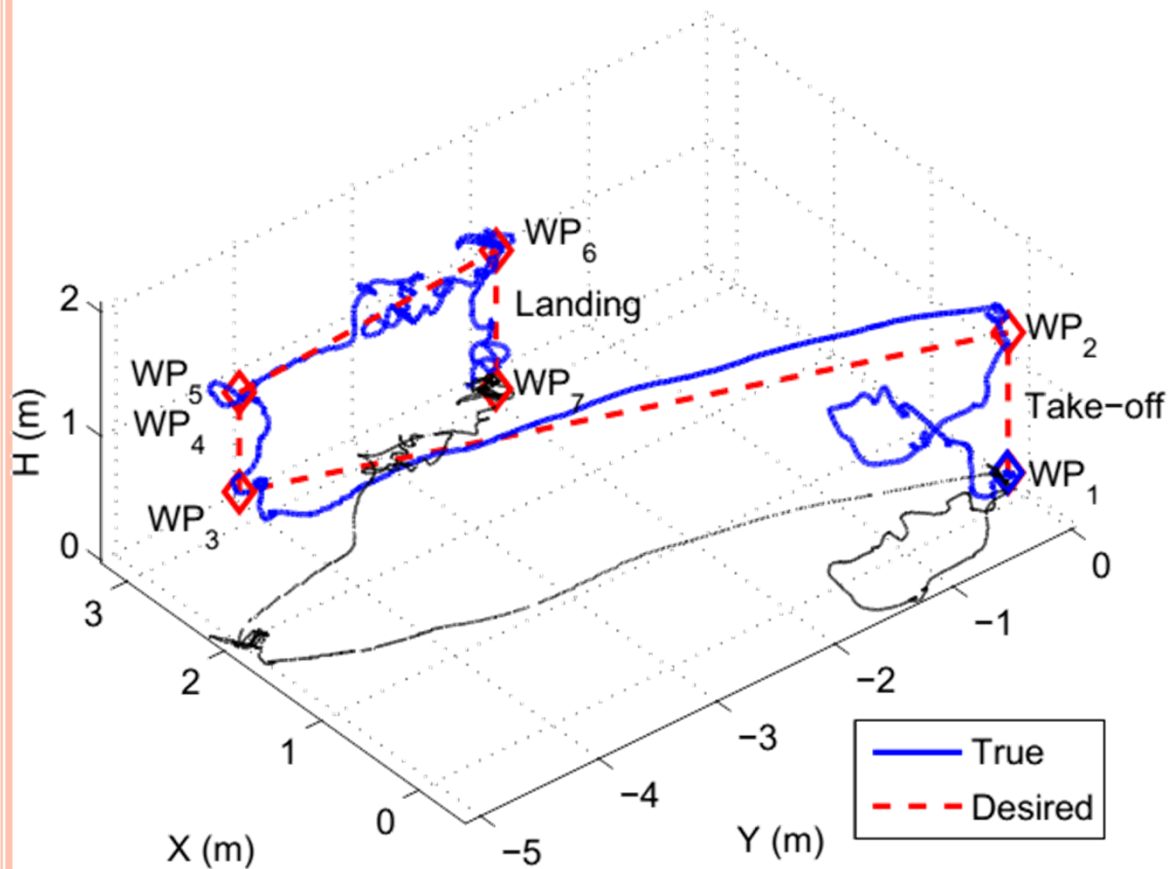 WP6
2
Landing
WP2
WP5
WP7
H (m)
1
WP4
Take−off
WP3
WP1
0
0
3
−1
2
−2
1
−3
True
0
−4
Desired
X (m)
−5
Y (m)